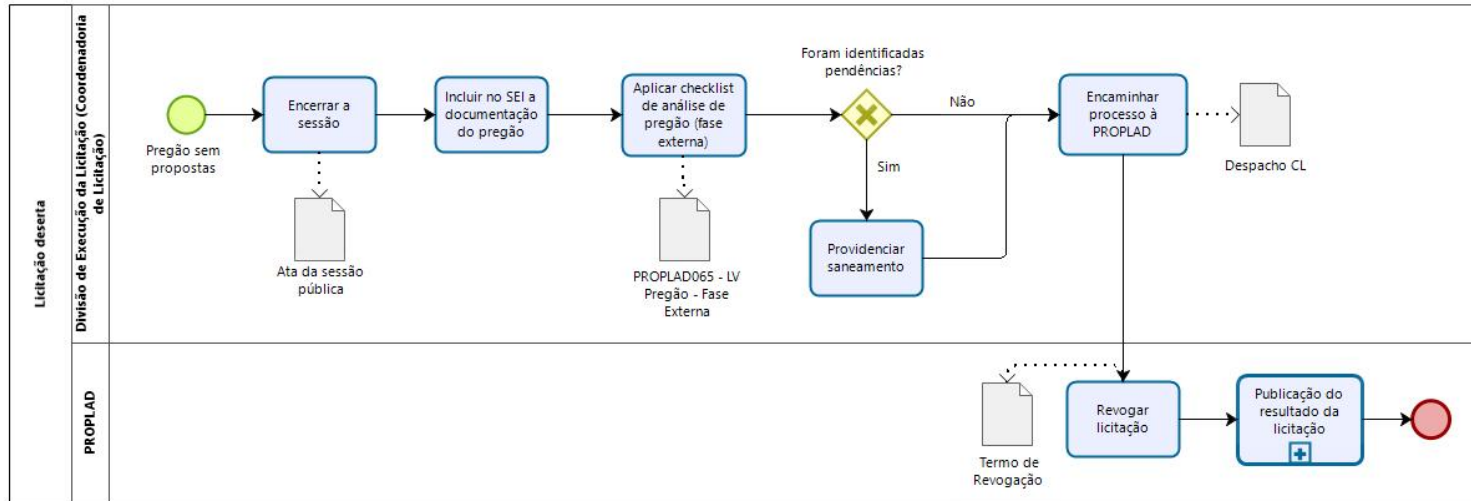 Licitação deserta
Divisão de Execução da Licitação (Coordenadoria
de Licitação)
Pregão sem
propostas
Encerrar a
sessão
Ata da sessão
pública
Incluir no SEI a
documentação
do pregão
Aplicar checklist
de análise de
pregão (fase
externa)
PROPLAD065 - LV
Pregão - Fase
Externa
Foram identificadas
pendências?
Não
Sim
Providenciar
saneamento
Encaminhar
processo à
PROPLAD
Despacho CL
PROPLAD
Termo de
Revogação
Revogar
licitação
Publicação do
resultado da
licitação